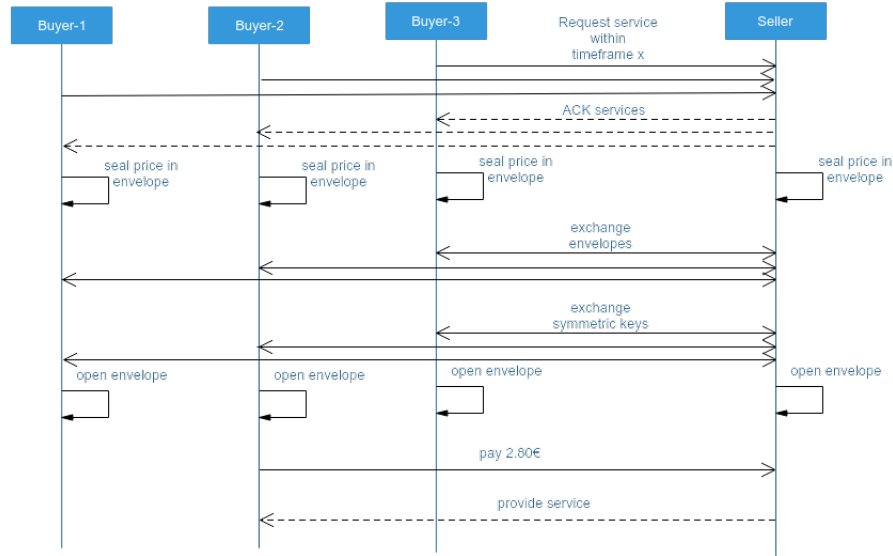 Buyer-1
Buyer-2
Buyer-3
Seller
Request service
within
timeframe x
ACK services
seal price in
envelope
seal price in
envelope
seal price in
envelope
seal price in
envelope
exchange
envelopes
exchange
symmetric keys
open envelope
open envelope
open envelope
open envelope
pay 2.80€
provide service